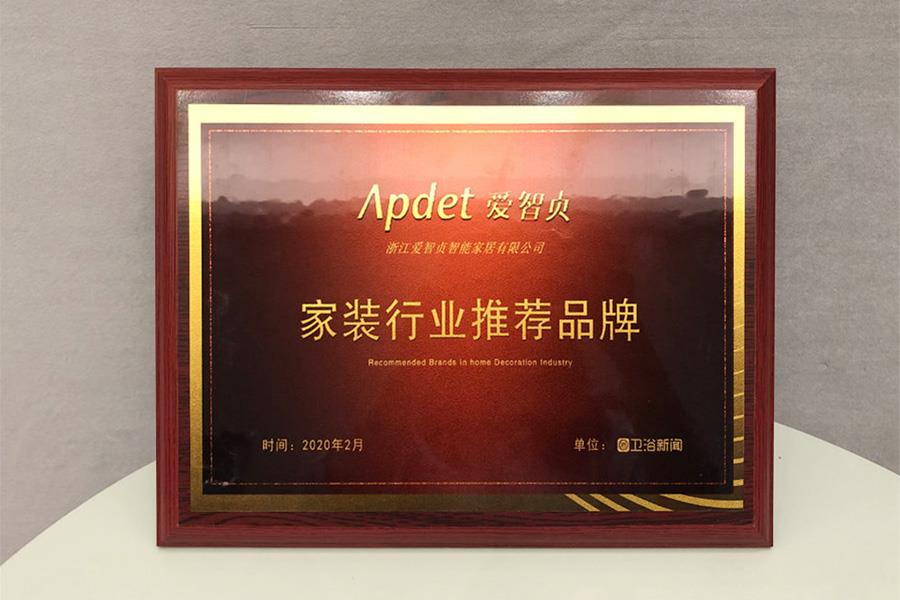 Apdet 爱智贞
浙江爱智贞智能家居有限公司
家装行业推荐品牌
Recommended Brands in home Decoration Industry
时间：2020年2月 单位：卫浴新闻